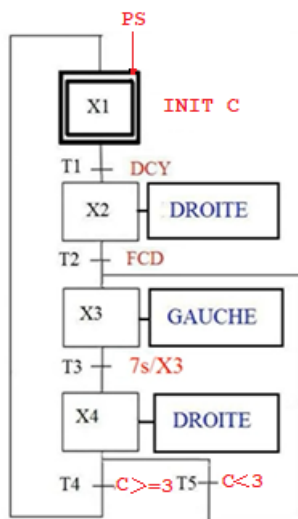 PS
X1 INIT C
T1 DCY
X2 DROITE
T2 FCD
X3 GAUCHE
T3 7s/X3
X4 DROITE
T4 C>=3 T5 C<3